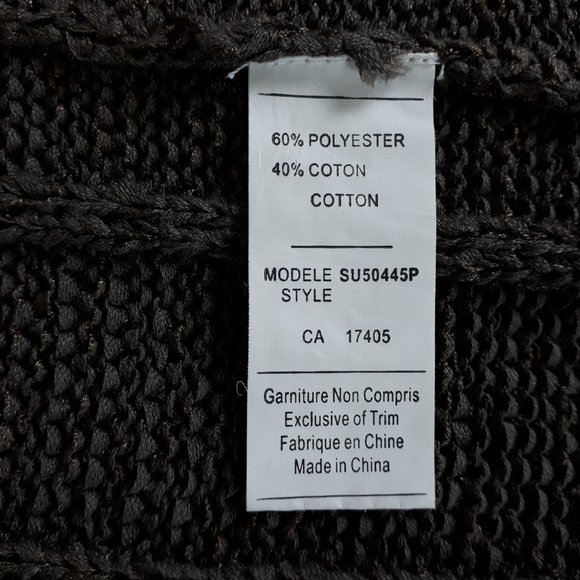 60% POLYESTER
40% COTON
COTTON
MODELE SU50445P
STYLE
CA 17405
Garniture Non Compris
Exclusive of Trim
Fabrique en Chine
Made in China